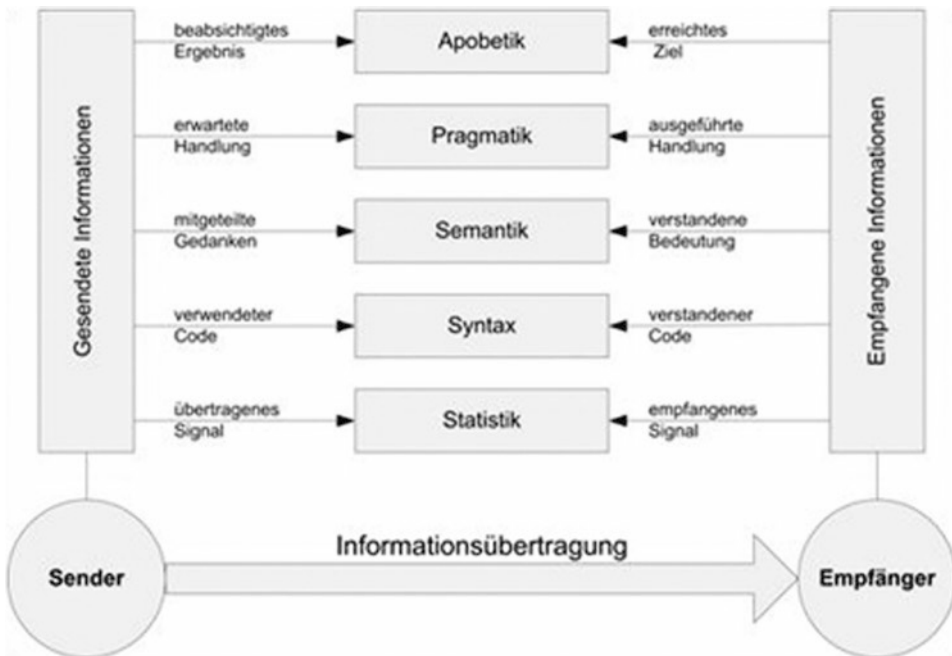 Gesendete Informationen
beabsichtigtes
Ergebnis
Apobetik
erreichtes
Ziel
erwartete
Handlung
Pragmatik
ausgeführte
Handlung
mitgeteilte
Gedanken
Semantik
verstandene
Bedeutung
verwendeter
Code
Syntax
verstandener
Code
übertragenes
Signal
Statistik
empfangenes
Signal
Empfangene Informationen
Sender
Informationsübertragung
Empfänger